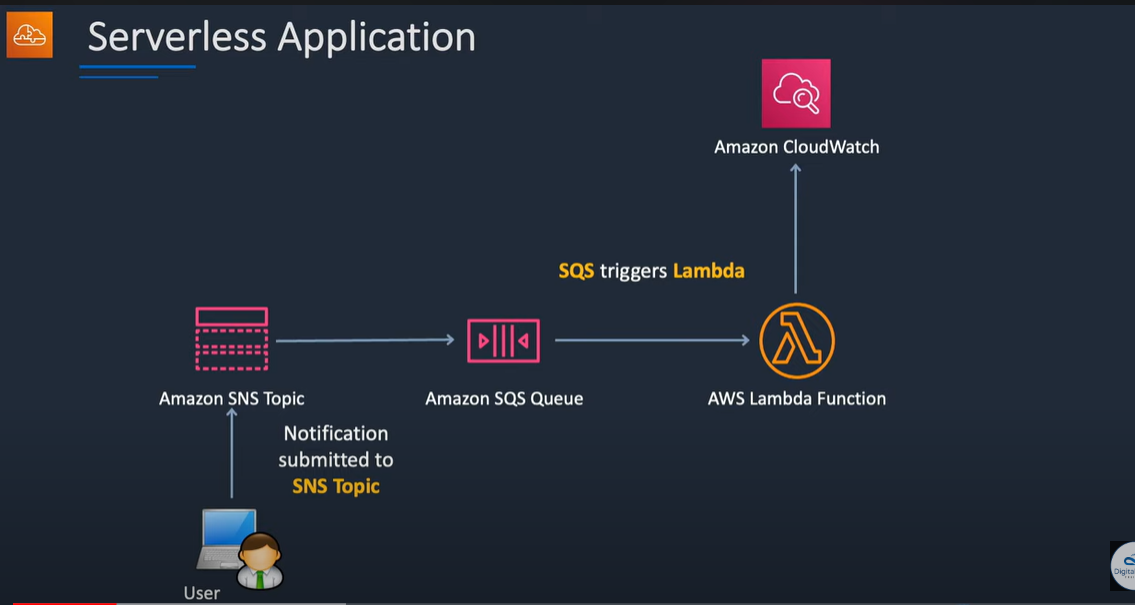 Serverless Application
Amazon CloudWatch
SQS triggers Lambda
Amazon SNS Topic
Amazon SQS Queue
AWS Lambda Function
Notification
submitted to
SNS Topic
User